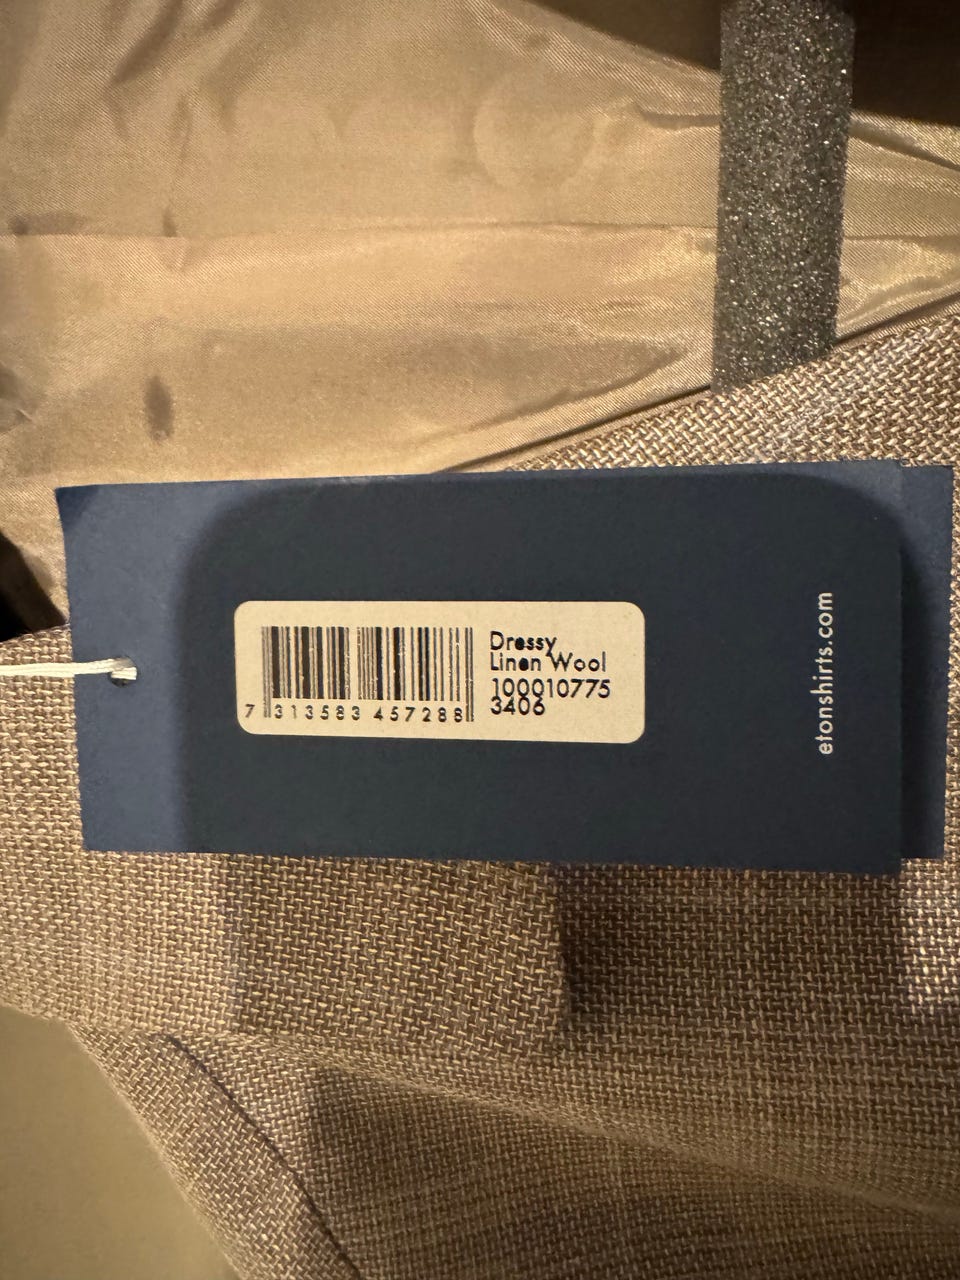 Dressy
Linen Wool
100010775
3406
7 313583 457288
etonshirts.com